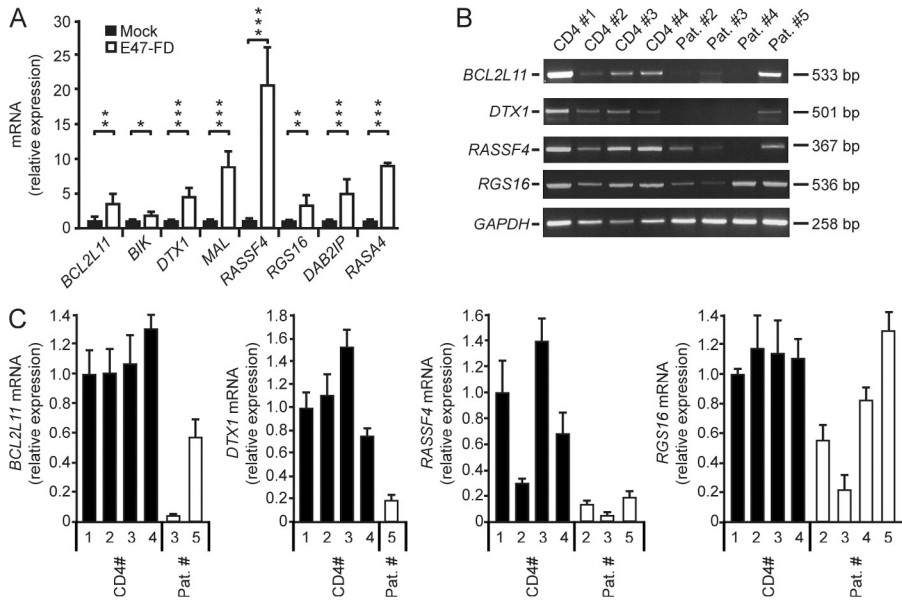 A
mRNA
(relative expression)
30
25
20
15
10
5
0
Mock
E47-FD
** * *** *** *** ** *** ***
BCL2L11 BIK DTX1 MAL RASSF4 RGS16 DAB2IP RASA4
B
CD4 #1 CD4 #2 CD4 #3 CD4 #4 Pat. #2 Pat. #3 Pat. #4 Pat. #5
BCL2L11 533 bp
DTX1 501 bp
RASSF4 367 bp
RGS16 536 bp
GAPDH 258 bp
C
BCL2L11 mRNA
(relative expression)
1.4
1.2
1.0
0.8
0.6
0.4
0.2
0
1 2 3 4 3 5
CD4# Pat. #
DTX1 mRNA
(relative expression)
1.8
1.6
1.4
1.2
1.0
0.8
0.6
0.4
0.2
0
1 2 3 4 5
CD4# Pat. #
RASSF4 mRNA
(relative expression)
1.6
1.4
1.2
1.0
0.8
0.6
0.4
0.2
0
1 2 3 4 2 3 5
CD4# Pat. #
RGS16 mRNA
(relative expression)
1.4
1.2
1.0
0.8
0.6
0.4
0.2
0
1 2 3 4 2 3 4 5
CD4# Pat. #